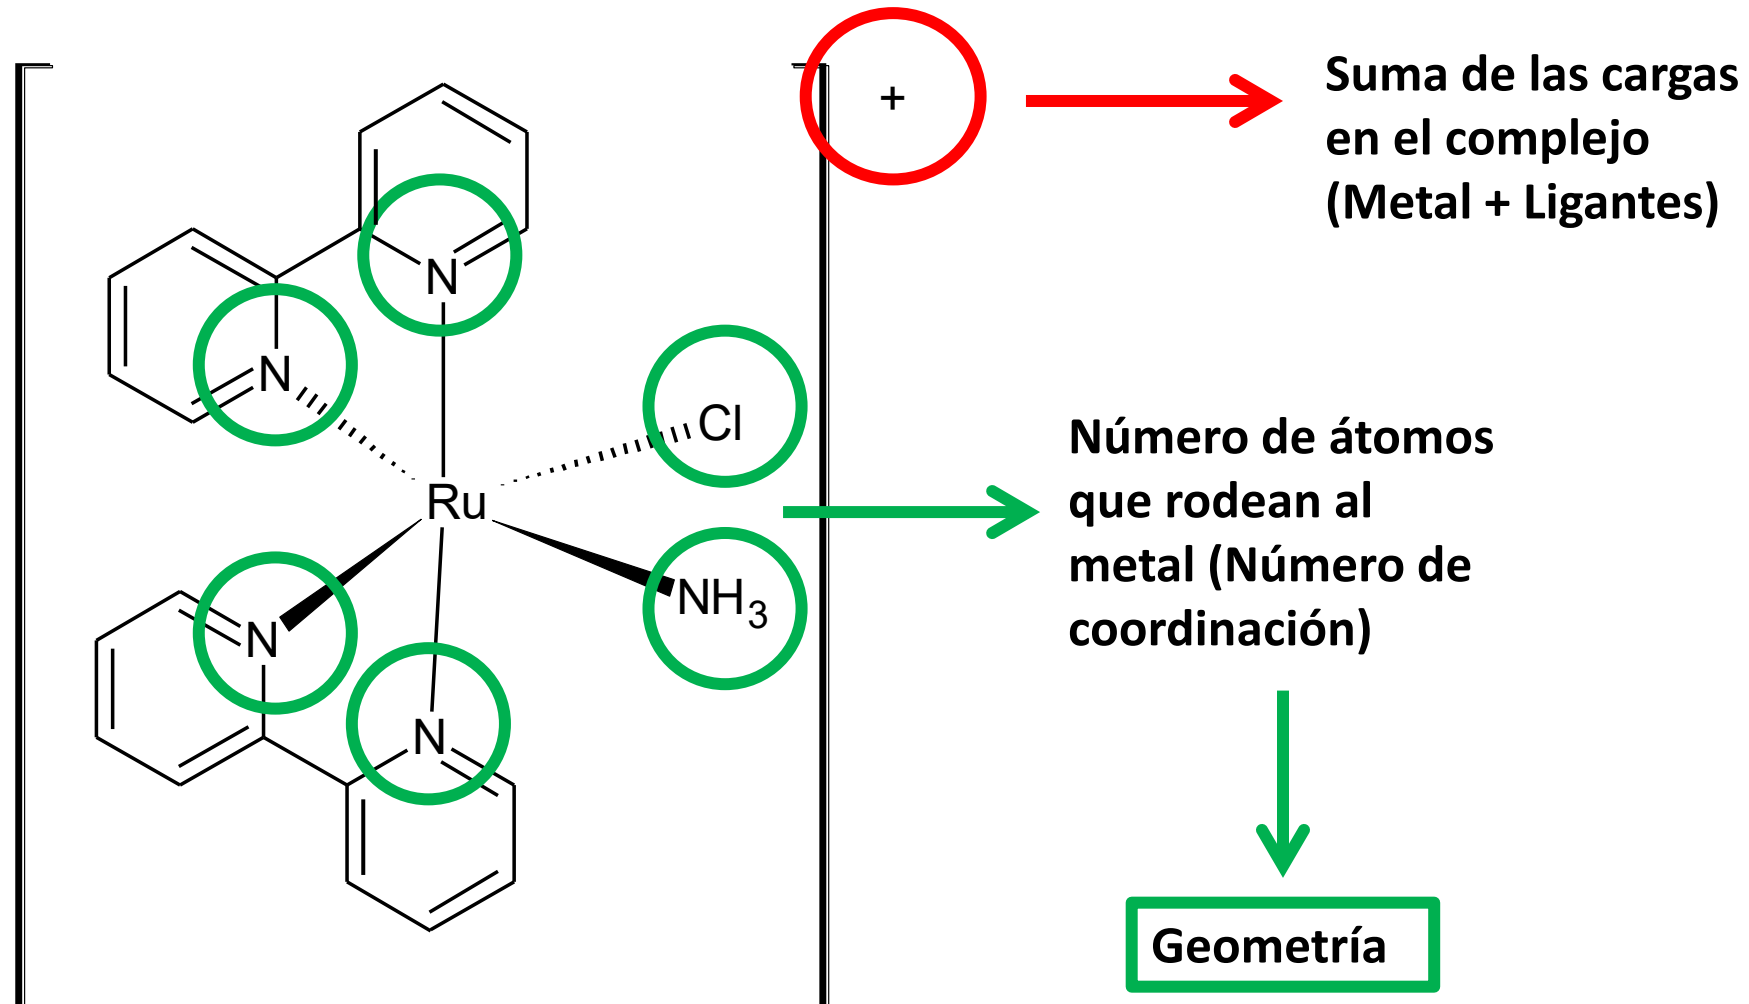 +
Suma de las cargas
en el complejo
(Metal + Ligantes)
N
N
Cl
Ru
NH₃
N
N
Número de átomos
que rodean al
metal (Número de
coordinación)
Geometría